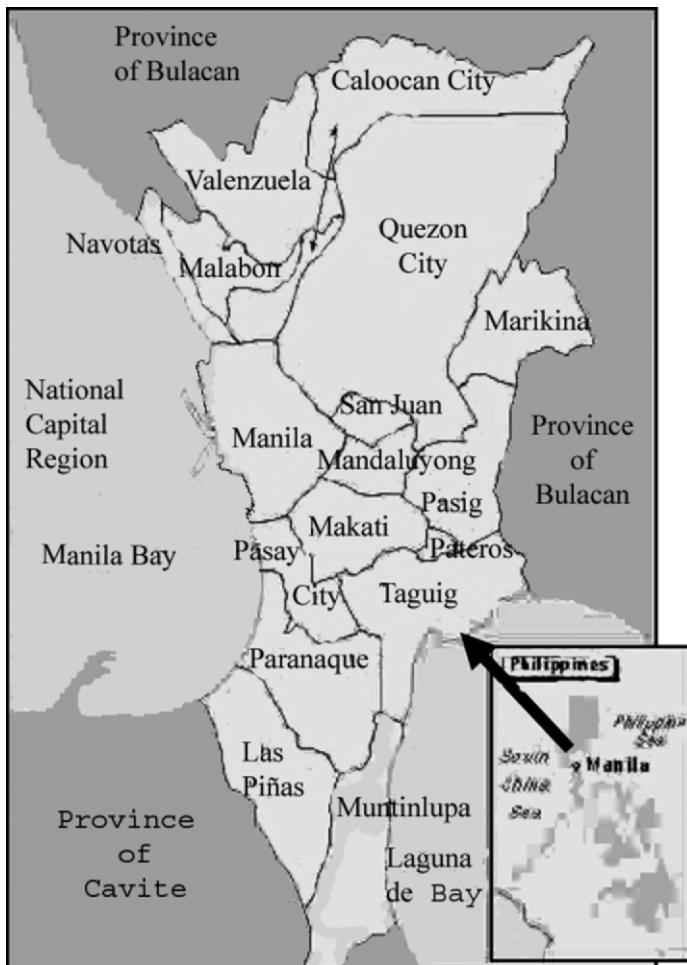 Province
of Bulacan
Caloocan City
Valenzuela
Navotas
Malabon
Quezon
City
Marikina
National
Capital
Region
San Juan
Manila
Mandaluyong
Province
of
Bulacan
Pasig
Makati
Manila Bay
Pasay
City
Pateros
Taguig
Paranaque
Philippines
Las
Piñas
Sea
Manila
China
Sea
Muntinlupa
Province
of
Cavite
Laguna
de Bay